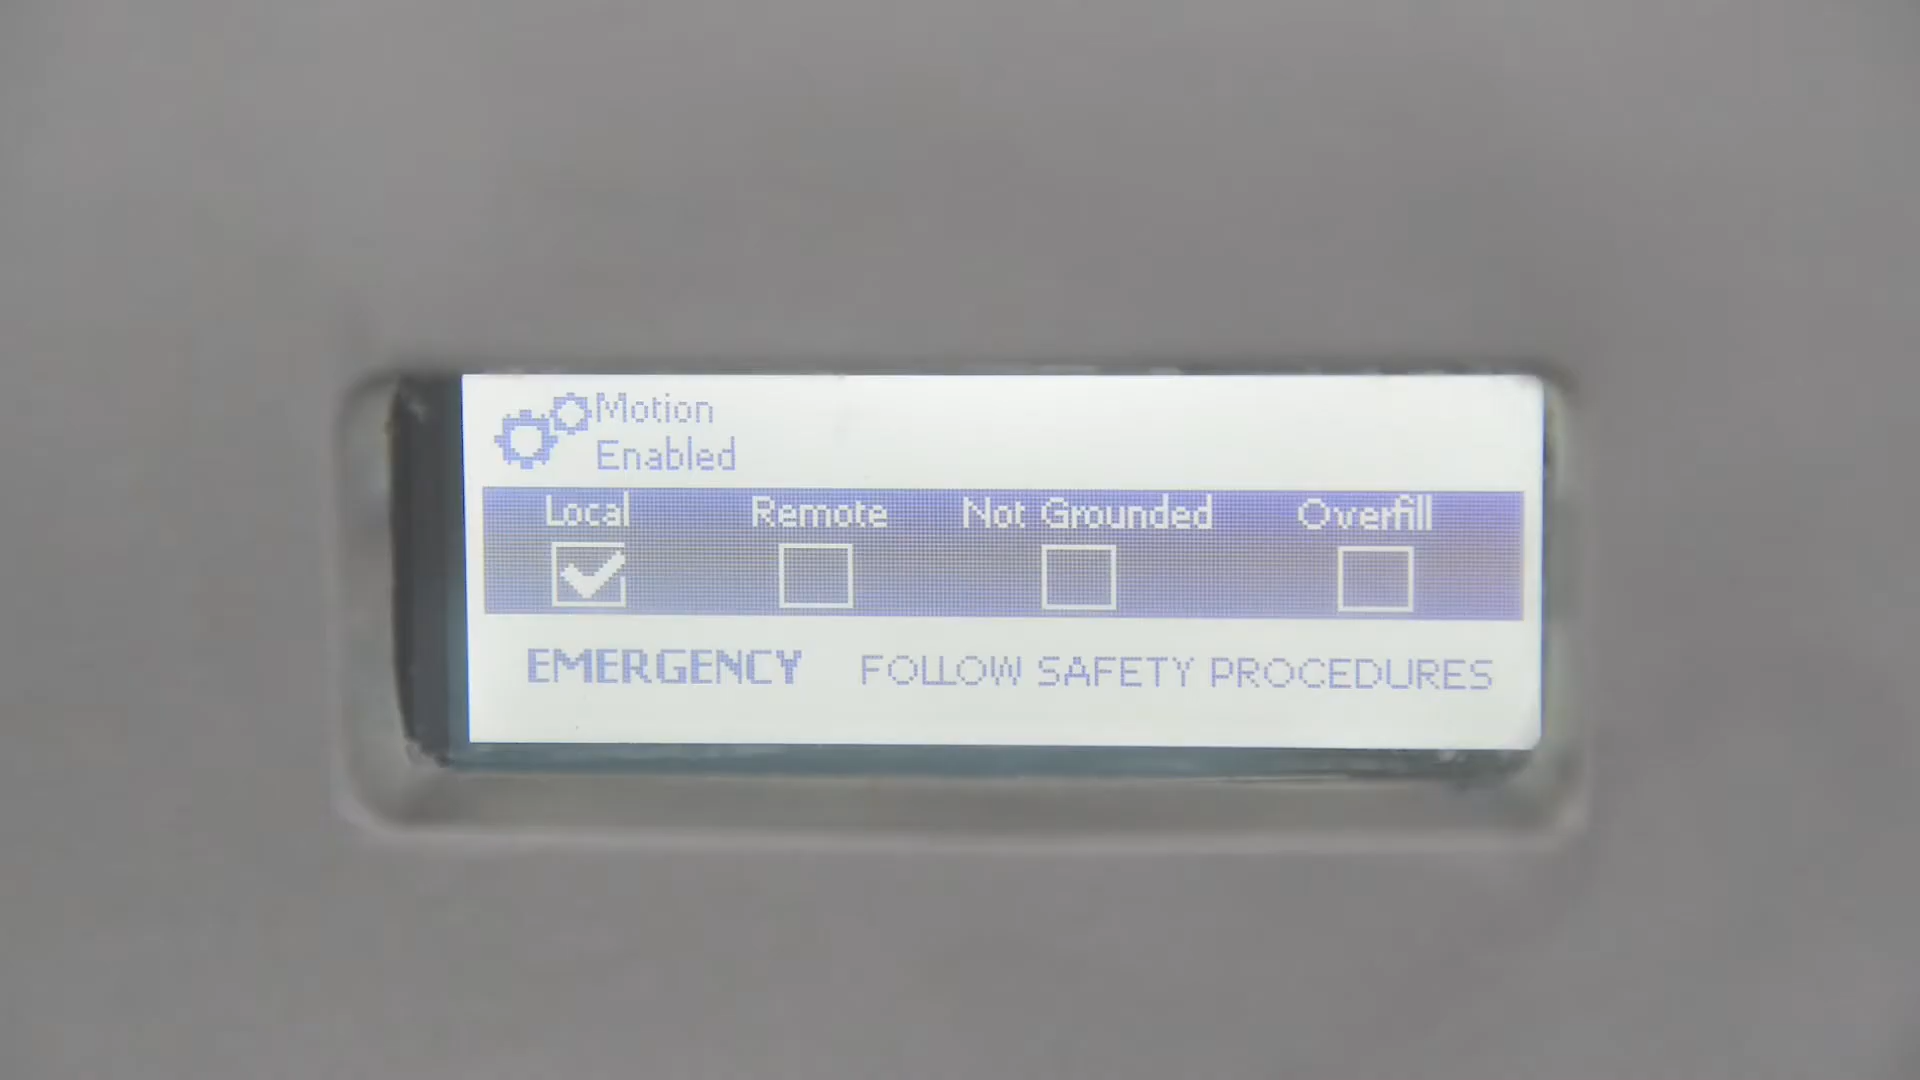 Motion
Enabled
Local Remote Not Grounded Overfill
EMERGENCY FOLLOW SAFETY PROCEDURES